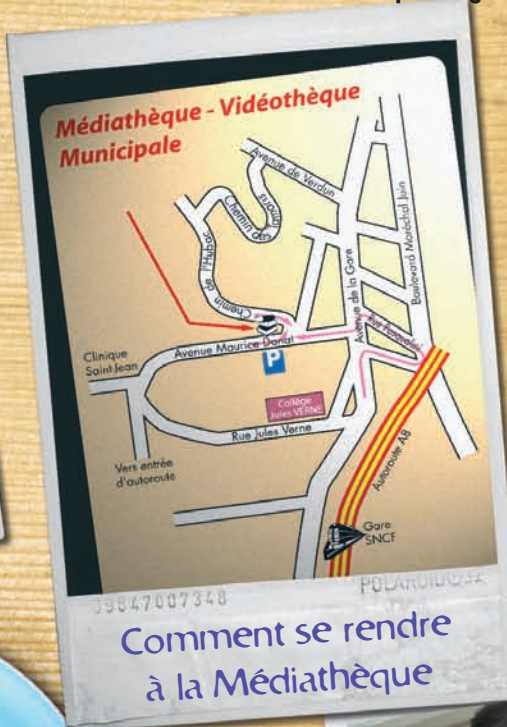 Médiathèque - Vidéothèque
Municipale
Avenue de Verdun
Chemin des
Chemin de l'Hubac
Avenue de la Gare
Boulevard Maréchal Juin
Avenue Maurice Donat
Clinique
Saint-Jean
P
Collège
Jules VERNE
Rue Jules Verne
Vers entrée
d'autoroute
Autoroute A8
Gare
SNCF
39847007348
Comment se rendre
à la Médiathèque